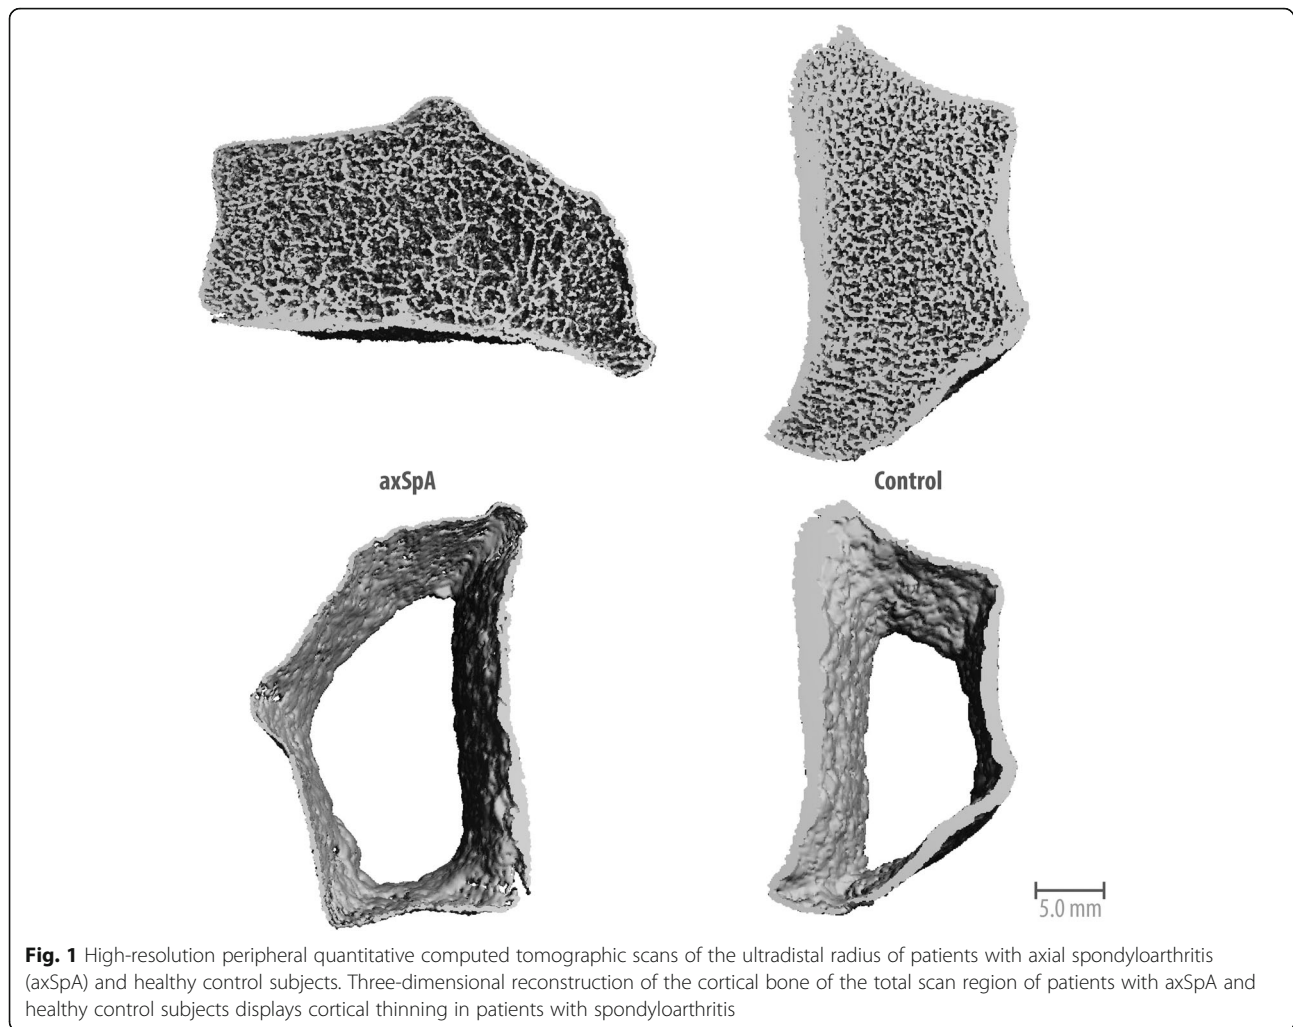 axSpA
Control
5.0 mm
Fig. 1 High-resolution peripheral quantitative computed tomographic scans of the ultradistal radius of patients with axial spondyloarthritis
(axSpA) and healthy control subjects. Three-dimensional reconstruction of the cortical bone of the total scan region of patients with axSpA and
healthy control subjects displays cortical thinning in patients with spondyloarthritis